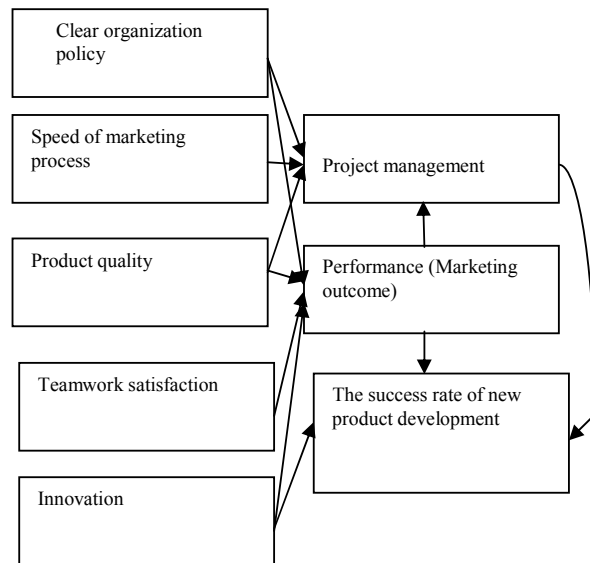 Clear organization
policy
Speed of marketing
process
Project management
Product quality
Performance (Marketing
outcome)
Teamwork satisfaction
The success rate of new
product development
Innovation